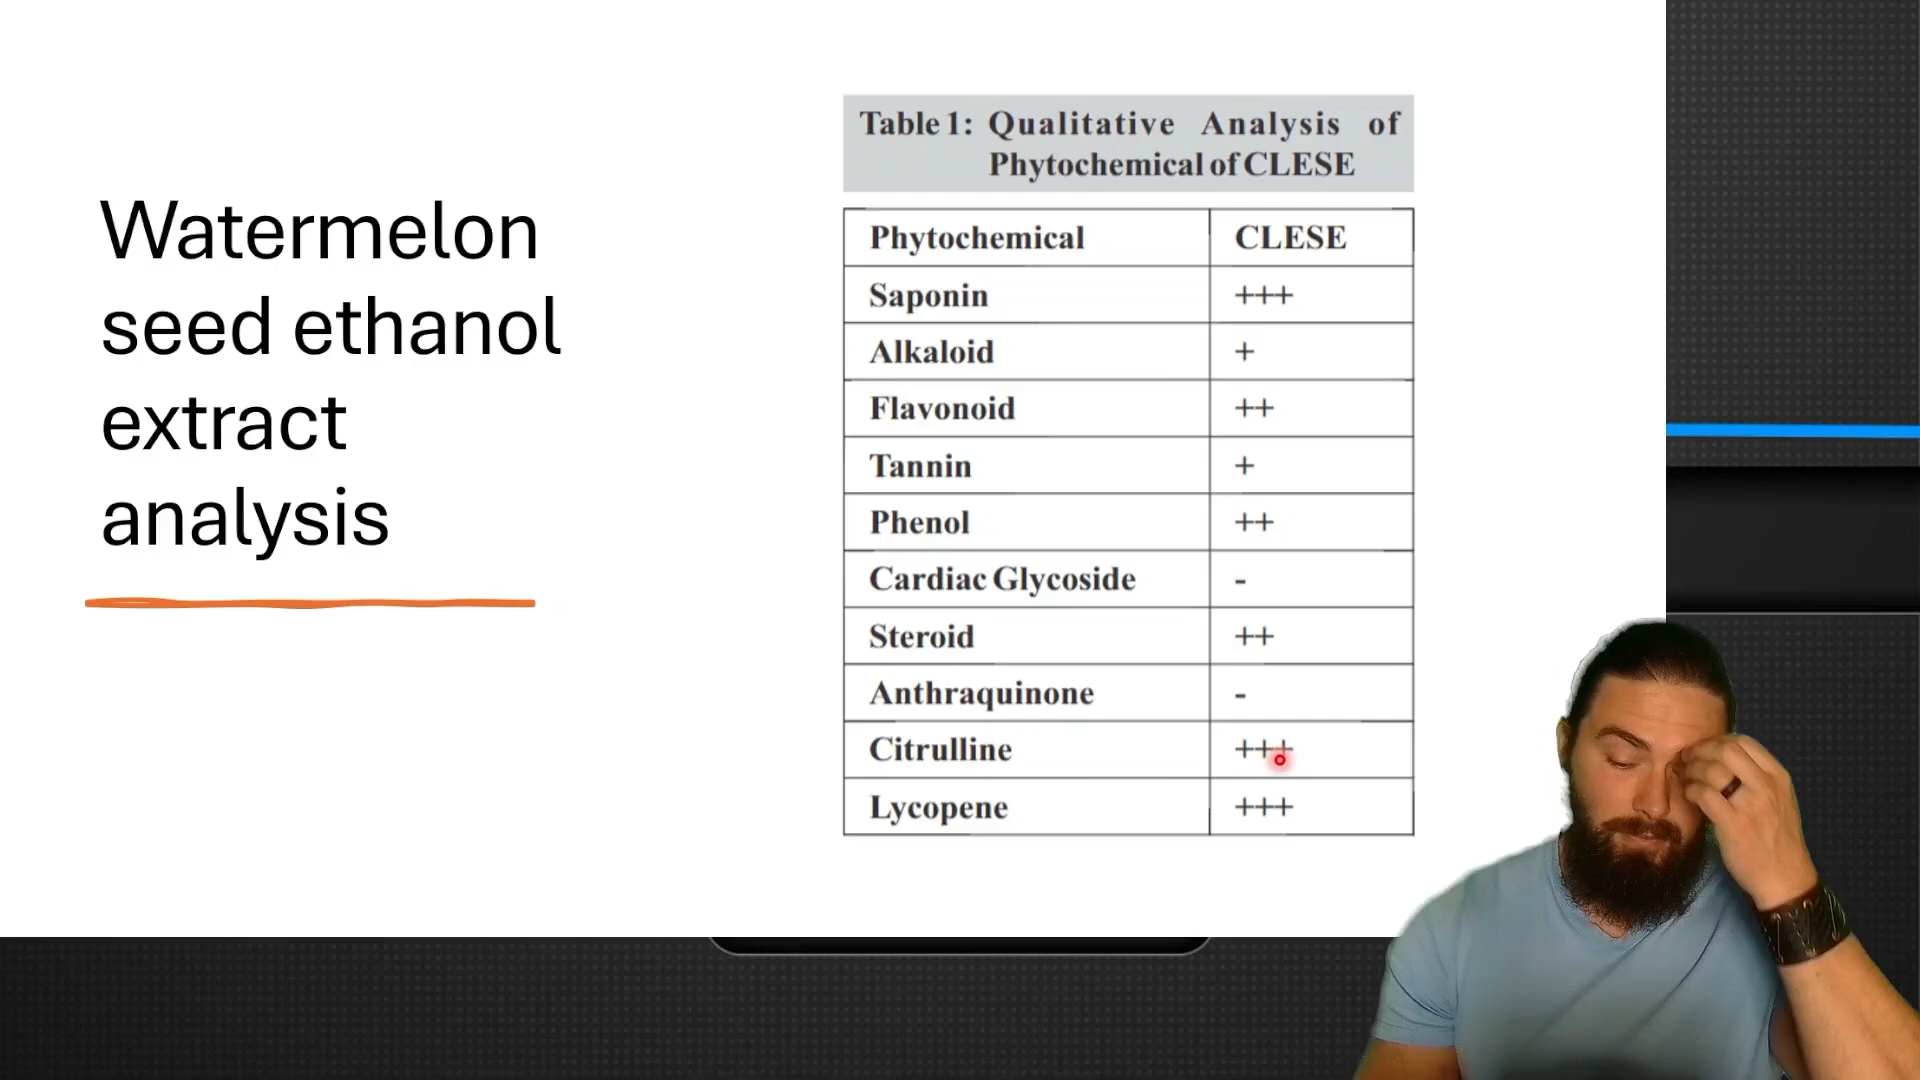 Watermelon
seed ethanol
extract
analysis
Table 1: Qualitative Analysis of
Phytochemical of CLESE
Phytochemical CLESE
Saponin +++
Alkaloid +
Flavonoid ++
Tannin +
Phenol ++
Cardiac Glycoside -
Steroid ++
Anthraquinone -
Citrulline +++
Lycopene +++